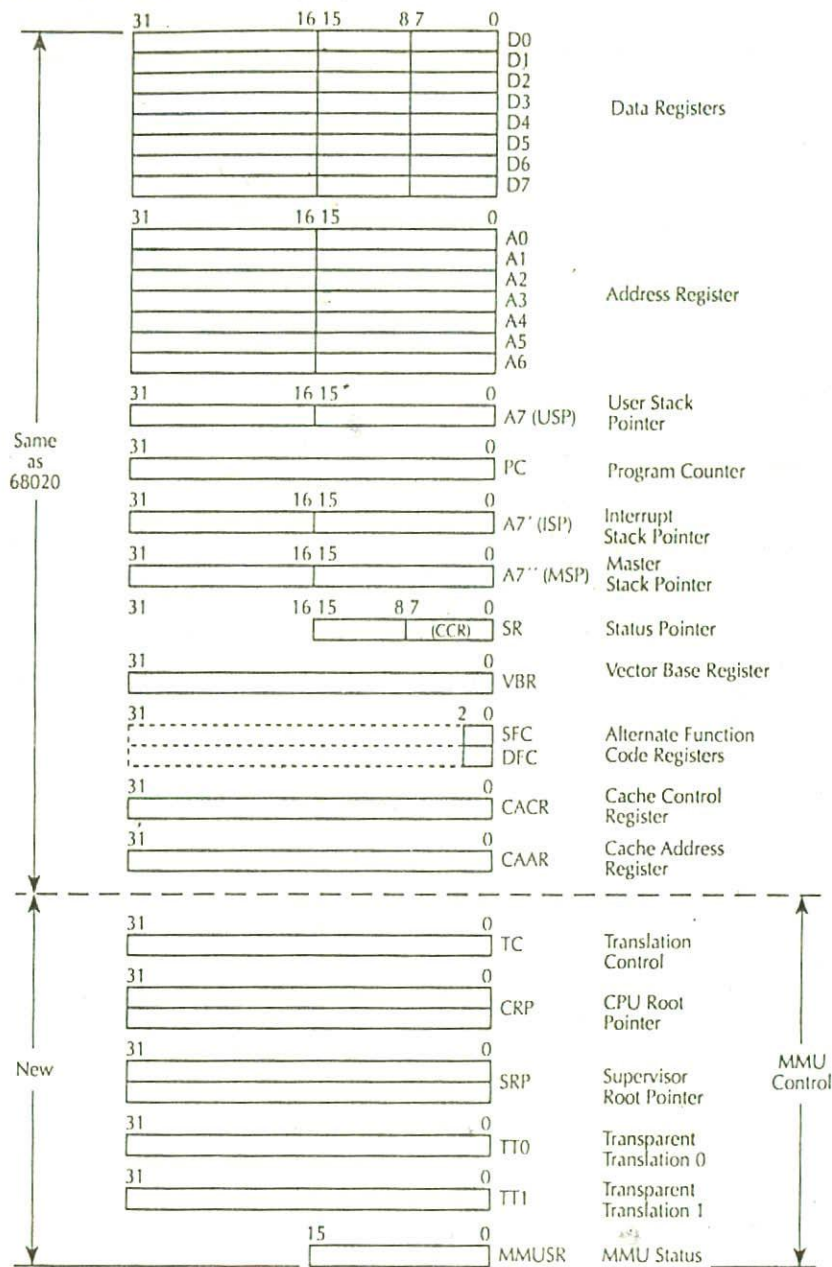 31 16 15 8 7 0
D0
D1
D2
D3
D4
D5
D6
D7
Data Registers
31 16 15 0
A0
A1
A2
A3
A4
A5
A6
Address Register
31 16 15 0
A7 (USP)
User Stack
Pointer
Same
as
68020
31 0
PC
Program Counter
31 16 15 0
A7' (ISP)
Interrupt
Stack Pointer
31 16 15 0
A7'' (MSP)
Master
Stack Pointer
31 16 15 8 7 0
(CCR)
SR
Status Pointer
31 0
VBR
Vector Base Register
31 2 0
SFC
DFC
Alternate Function
Code Registers
31 0
CACR
Cache Control
Register
31 0
CAAR
Cache Address
Register
31 0
TC
Translation
Control
31 0
CRP
CPU Root
Pointer
New
31 0
SRP
Supervisor
Root Pointer
MMU
Control
31 0
TT0
Transparent
Translation 0
31 0
TT1
Transparent
Translation 1
15 0
MMUSR
MMU Status